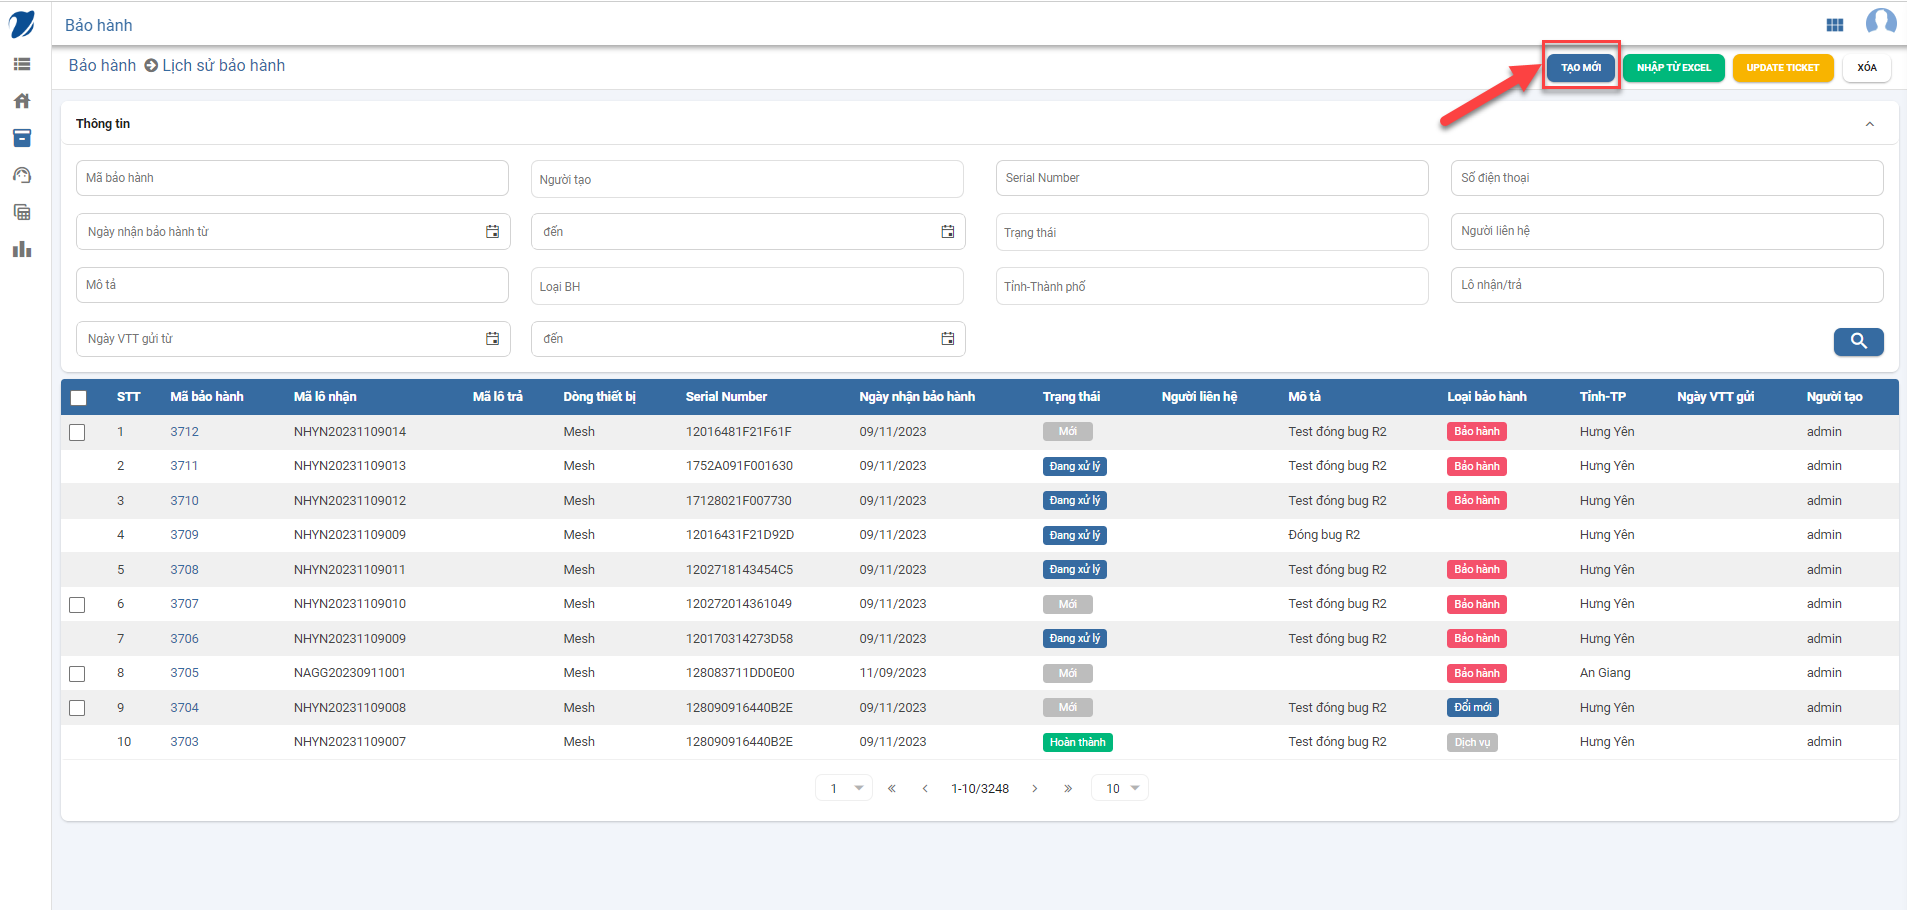 Bảo hành
Bảo hành Lịch sử bảo hành
TẠO MỚI NHẬP TỪ EXCEL UPDATE TICKET XÓA
Thông tin
Mã bảo hành Người tạo Serial Number Số điện thoại
Ngày nhận bảo hành từ đến Trạng thái Người liên hệ
Mô tả Loại BH Tỉnh-Thành phố Lô nhận/trả
Ngày VTT gửi từ đến
STT Mã bảo hành Mã lô nhận Mã lô trả Dòng thiết bị Serial Number Ngày nhận bảo hành Trạng thái Người liên hệ Mô tả Loại bảo hành Tỉnh-TP Ngày VTT gửi Người tạo
1 3712 NHYN20231109014 Mesh 12016481F21F61F 09/11/2023 Mới Test đóng bug R2 Bảo hành Hưng Yên admin
2 3711 NHYN20231109013 Mesh 1752A091F001630 09/11/2023 Đang xử lý Test đóng bug R2 Bảo hành Hưng Yên admin
3 3710 NHYN20231109012 Mesh 17128021F007730 09/11/2023 Đang xử lý Test đóng bug R2 Bảo hành Hưng Yên admin
4 3709 NHYN20231109009 Mesh 12016431F21D92D 09/11/2023 Đang xử lý Đóng bug R2 Hưng Yên admin
5 3708 NHYN20231109011 Mesh 1202718143454C5 09/11/2023 Đang xử lý Test đóng bug R2 Bảo hành Hưng Yên admin
6 3707 NHYN20231109010 Mesh 120272014361049 09/11/2023 Mới Test đóng bug R2 Bảo hành Hưng Yên admin
7 3706 NHYN20231109009 Mesh 120170314273D58 09/11/2023 Đang xử lý Test đóng bug R2 Bảo hành Hưng Yên admin
8 3705 NAGG20230911001 Mesh 128083711DD0E00 11/09/2023 Mới Bảo hành An Giang admin
9 3704 NHYN20231109008 Mesh 128090916440B2E 09/11/2023 Mới Test đóng bug R2 Đổi mới Hưng Yên admin
10 3703 NHYN20231109007 Mesh 128090916440B2E 09/11/2023 Hoàn thành Test đóng bug R2 Dịch vụ Hưng Yên admin
1 « ‹ 1-10/3248 › » 10